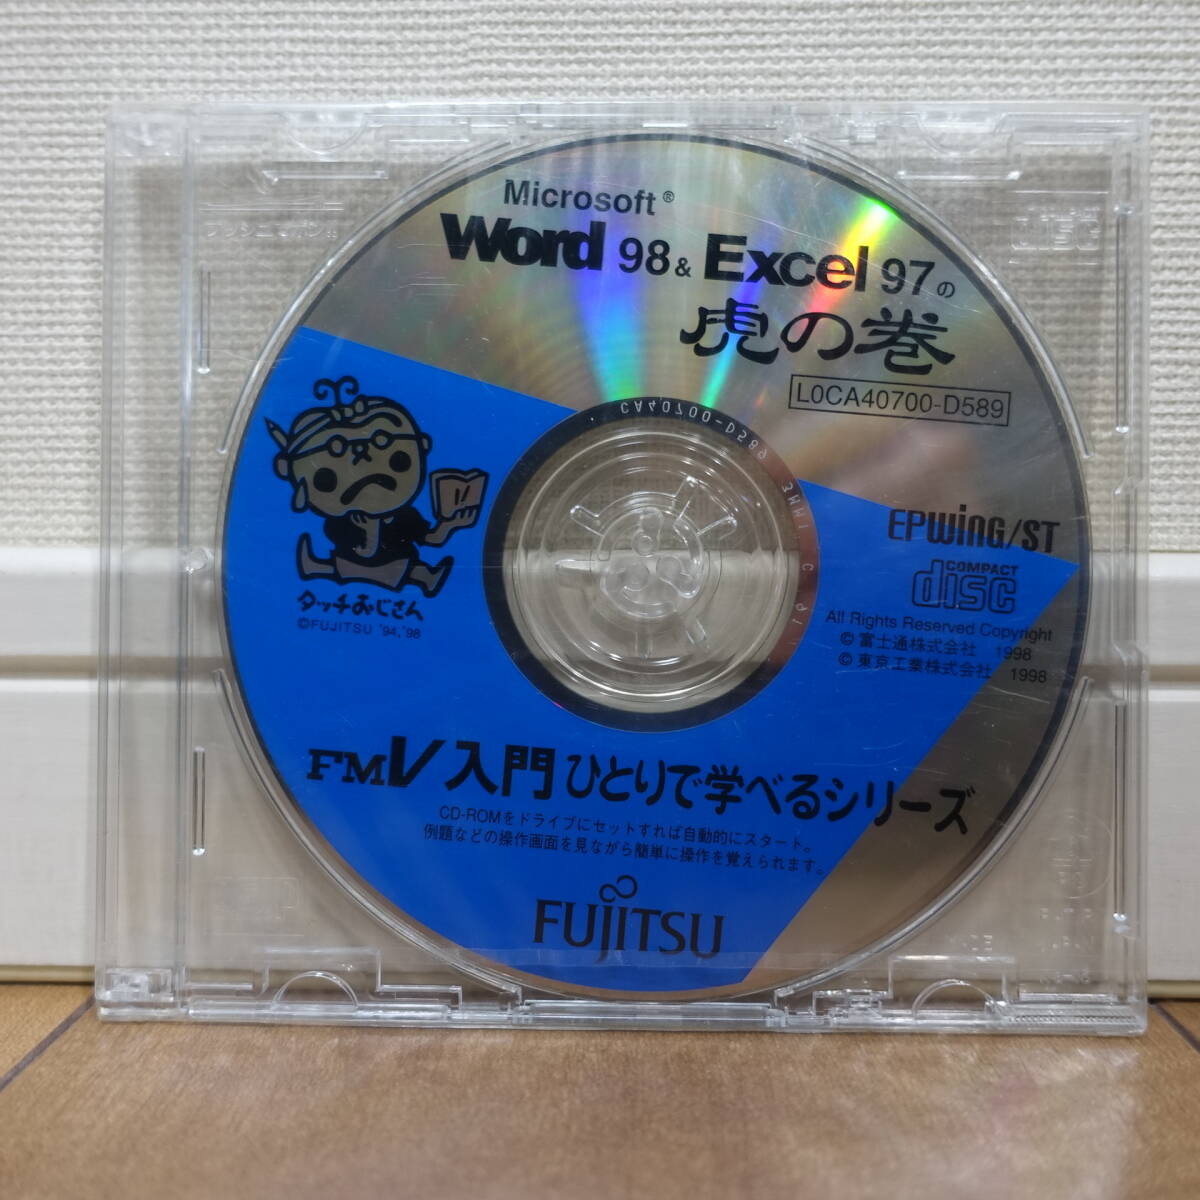 Microsoft®
Word 98 & Excel 97の
虎の巻
L0CA40700-D589
CA40700-D589
EPWING/ST
COMPACT
disc
All Rights Reserved Copyright
©富士通株式会社 1998
©東京工業株式会社 1998
タッチおじさん
©FUJITSU '94,'98
FMV入門ひとりで学べるシリーズ
CD-ROMをドライブにセットすれば自動的にスタート。
例題などの操作画面を見ながら簡単に操作を覚えられます。
FUJITSU